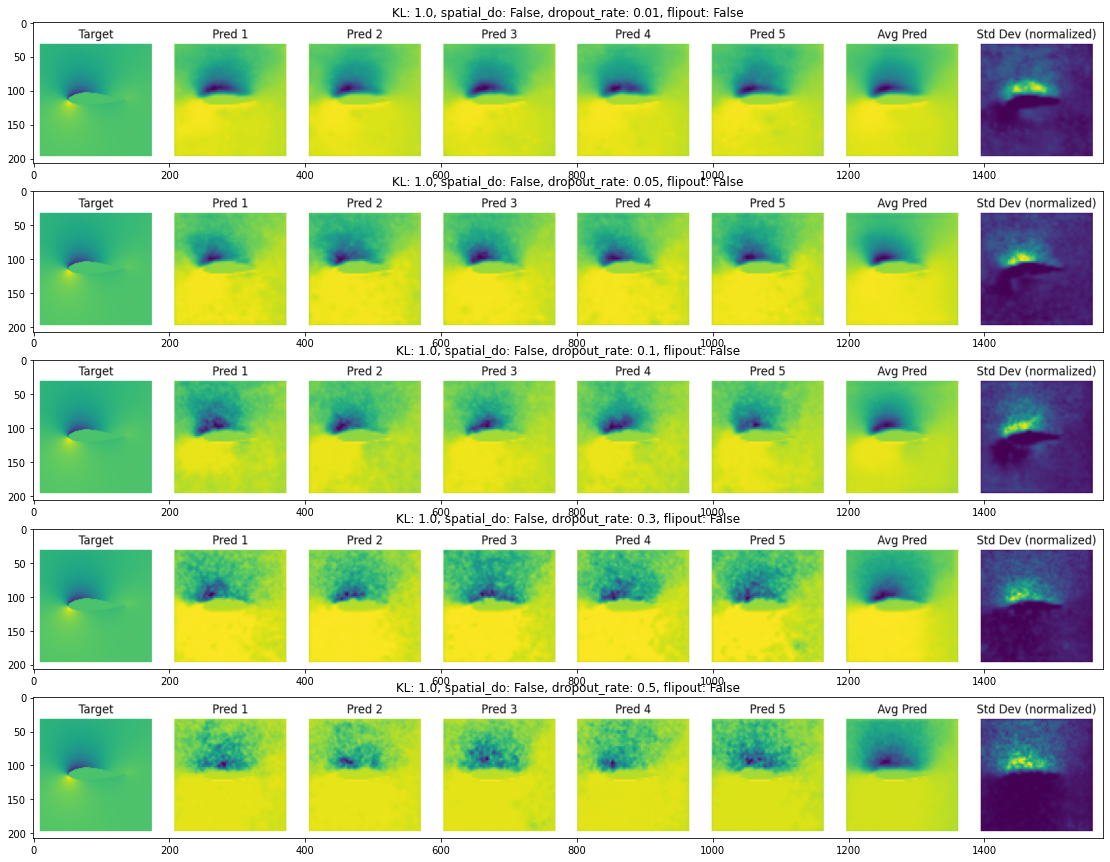 KL: 1.0, spatial_do: False, dropout_rate: 0.01, flipout: False
0
Target Pred 1 Pred 2 Pred 3 Pred 4 Pred 5 Avg Pred Std Dev (normalized)
50
100
150
200
0 200 400 600 800 1000 1200 1400
KL: 1.0, spatial_do: False, dropout_rate: 0.05, flipout: False
0
Target Pred 1 Pred 2 Pred 3 Pred 4 Pred 5 Avg Pred Std Dev (normalized)
50
100
150
200
0 200 400 600 800 1000 1200 1400
KL: 1.0, spatial_do: False, dropout_rate: 0.1, flipout: False
0
Target Pred 1 Pred 2 Pred 3 Pred 4 Pred 5 Avg Pred Std Dev (normalized)
50
100
150
200
0 200 400 600 800 1000 1200 1400
KL: 1.0, spatial_do: False, dropout_rate: 0.3, flipout: False
0
Target Pred 1 Pred 2 Pred 3 Pred 4 Pred 5 Avg Pred Std Dev (normalized)
50
100
150
200
0 200 400 600 800 1000 1200 1400
KL: 1.0, spatial_do: False, dropout_rate: 0.5, flipout: False
0
Target Pred 1 Pred 2 Pred 3 Pred 4 Pred 5 Avg Pred Std Dev (normalized)
50
100
150
200
0 200 400 600 800 1000 1200 1400